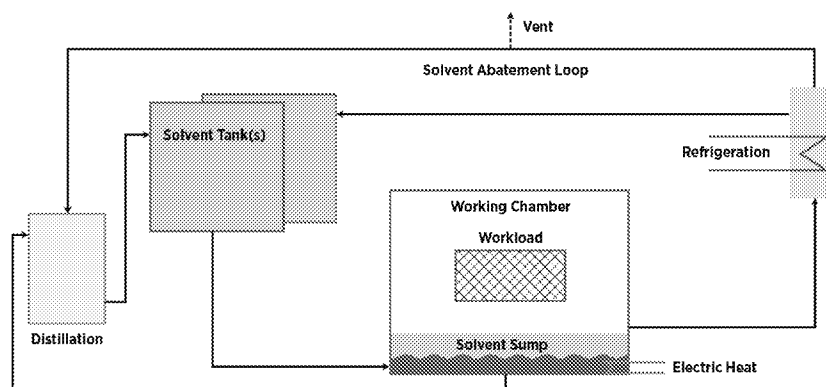 Vent
Solvent Abatement Loop
Solvent Tank(s)
Refrigeration
Working Chamber
Workload
Distillation
Solvent Sump
Electric Heat